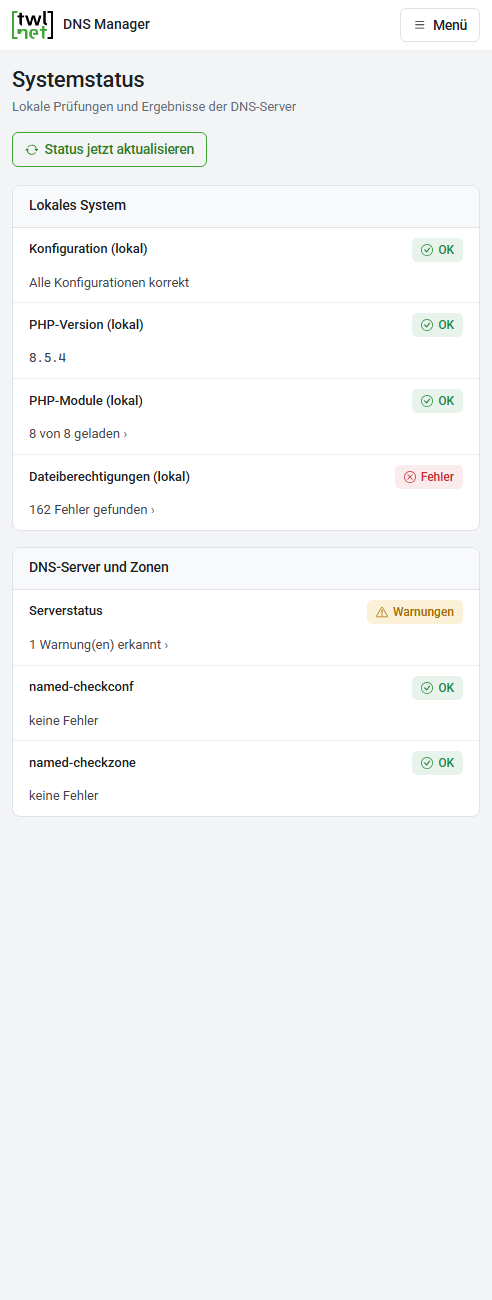 [twl]
[net]
DNS Manager
Menü
Systemstatus
Lokale Prüfungen und Ergebnisse der DNS-Server
Status jetzt aktualisieren
Lokales System
Konfiguration (lokal)
OK
Alle Konfigurationen korrekt
PHP-Version (lokal)
OK
8.5.4
PHP-Module (lokal)
OK
8 von 8 geladen ›
Dateiberechtigungen (lokal)
Fehler
162 Fehler gefunden ›
DNS-Server und Zonen
Serverstatus
Warnungen
1 Warnung(en) erkannt ›
named-checkconf
OK
keine Fehler
named-checkzone
OK
keine Fehler